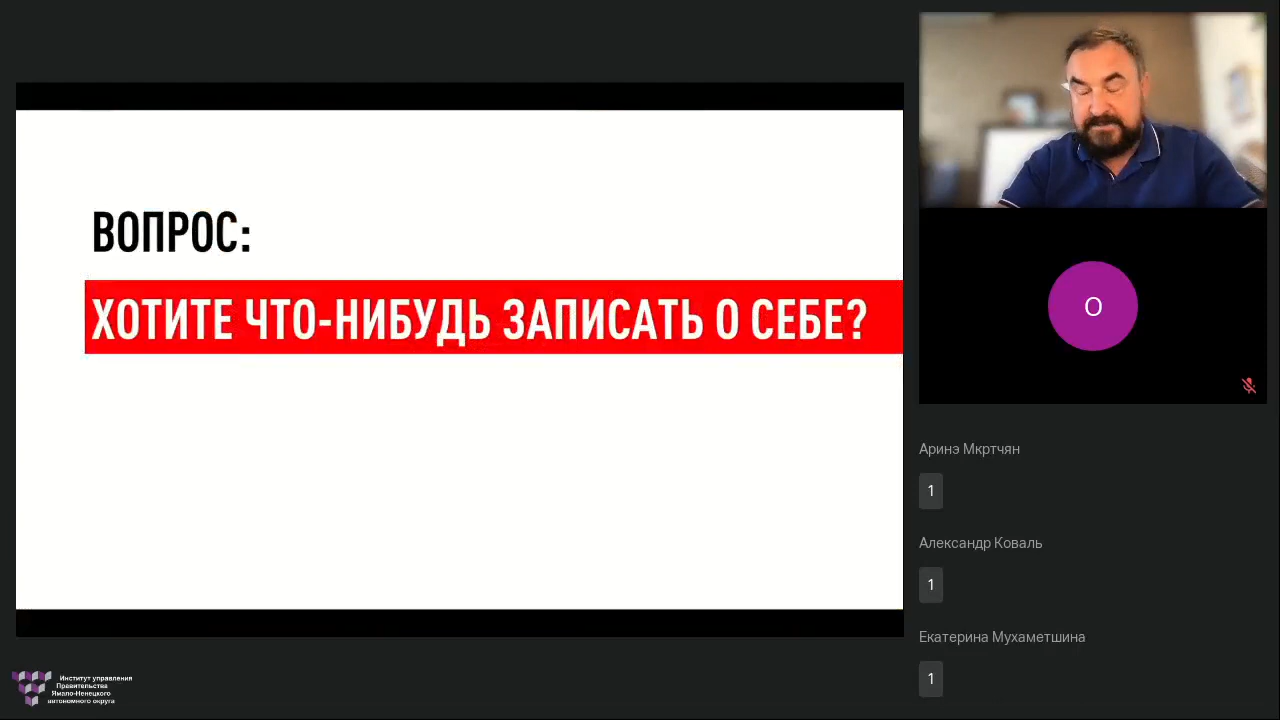 ВОПРОС:
ХОТИТЕ ЧТО-НИБУДЬ ЗАПИСАТЬ О СЕБЕ?
О
Аринэ Мкртчян
1
Александр Коваль
1
Екатерина Мухаметшина
1
Институт управления
Правительства
Ямало-Ненецкого
автономного округа